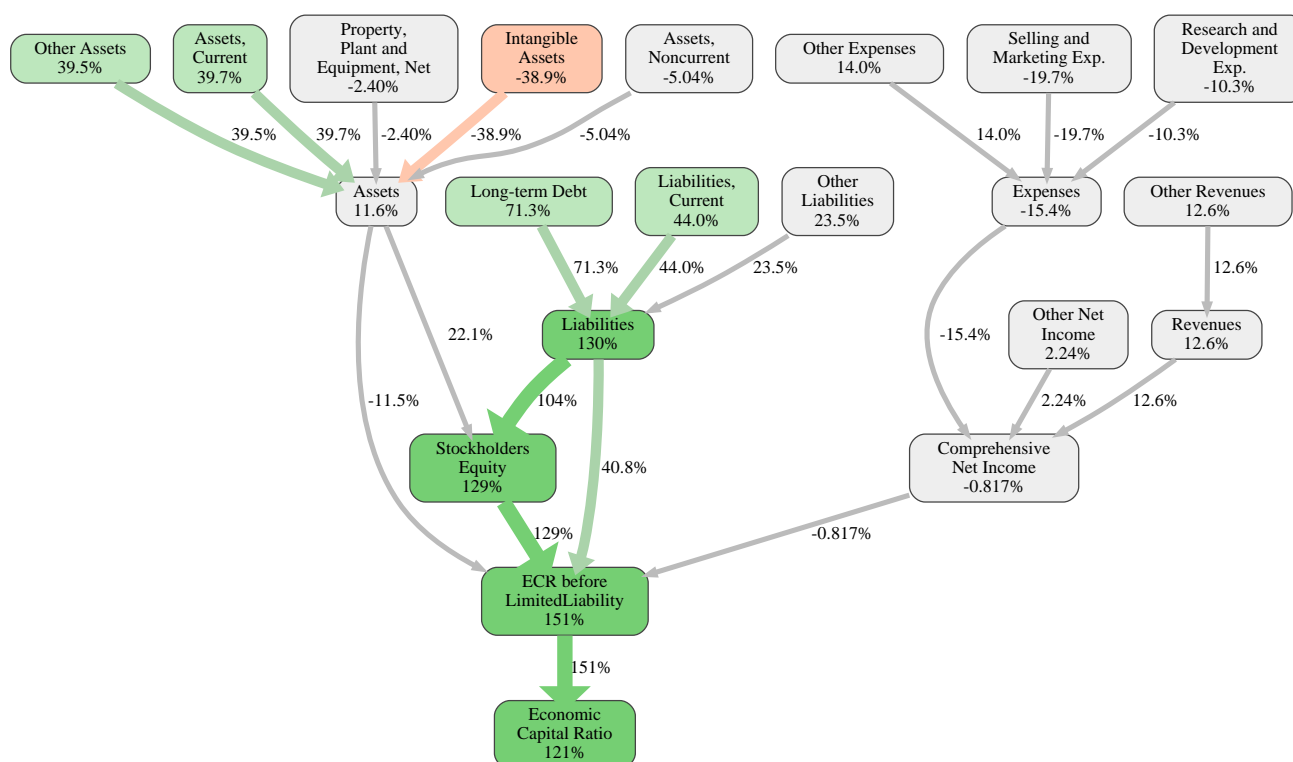 Other Assets
39.5%
Assets,
Current
39.7%
Property,
Plant and
Equipment, Net
-2.40%
Intangible
Assets
-38.9%
Assets,
Noncurrent
-5.04%
Other Expenses
14.0%
Selling and
Marketing Exp.
-19.7%
Research and
Development
Exp.
-10.3%
39.5%
39.7%
-2.40%
-38.9%
-5.04%
14.0%
-19.7%
-10.3%
Assets
11.6%
Long-term Debt
71.3%
Liabilities,
Current
44.0%
Other
Liabilities
23.5%
Expenses
-15.4%
Other Revenues
12.6%
71.3%
44.0%
23.5%
12.6%
22.1%
Liabilities
130%
-15.4%
Other Net
Income
2.24%
Revenues
12.6%
-11.5%
104%
2.24%
12.6%
Stockholders
Equity
129%
40.8%
Comprehensive
Net Income
-0.817%
129%
-0.817%
ECR before
LimitedLiability
151%
151%
Economic
Capital Ratio
121%